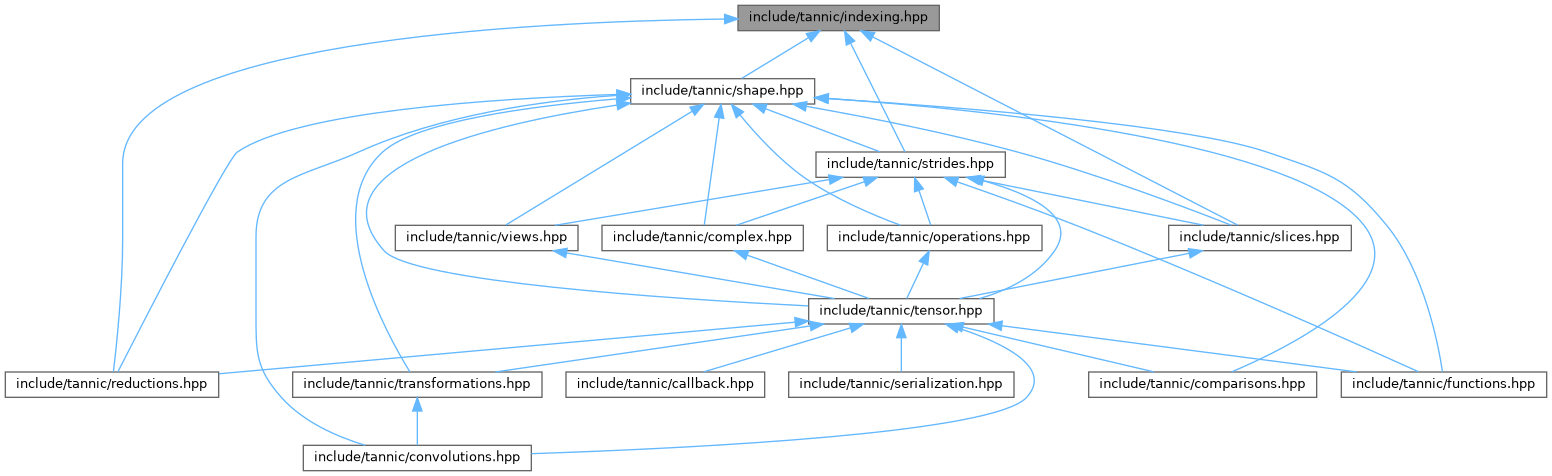 include/tannic/indexing.hpp
include/tannic/shape.hpp
include/tannic/strides.hpp
include/tannic/views.hpp
include/tannic/complex.hpp
include/tannic/operations.hpp
include/tannic/slices.hpp
include/tannic/tensor.hpp
include/tannic/reductions.hpp
include/tannic/transformations.hpp
include/tannic/callback.hpp
include/tannic/serialization.hpp
include/tannic/comparisons.hpp
include/tannic/functions.hpp
include/tannic/convolutions.hpp